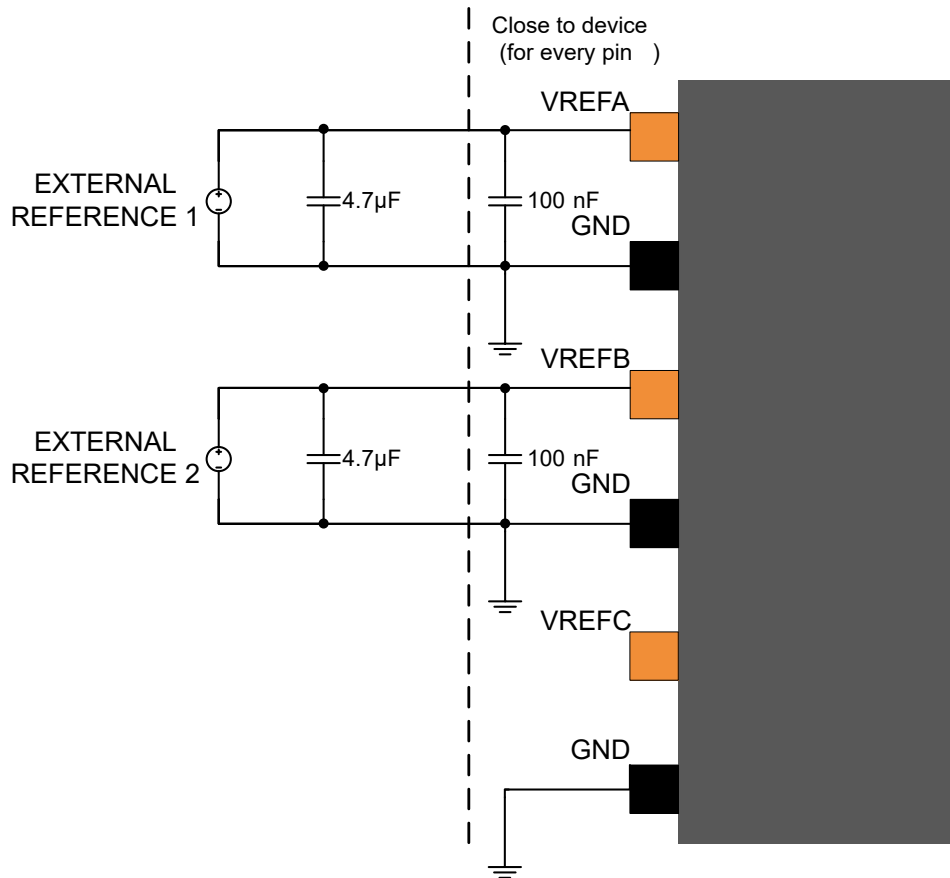 Close to device
(for every pin )
VREFA
EXTERNAL
REFERENCE 1
+
-
4.7µF
100 nF
GND
VREFB
EXTERNAL
REFERENCE 2
+
-
4.7µF
100 nF
GND
VREFC
GND